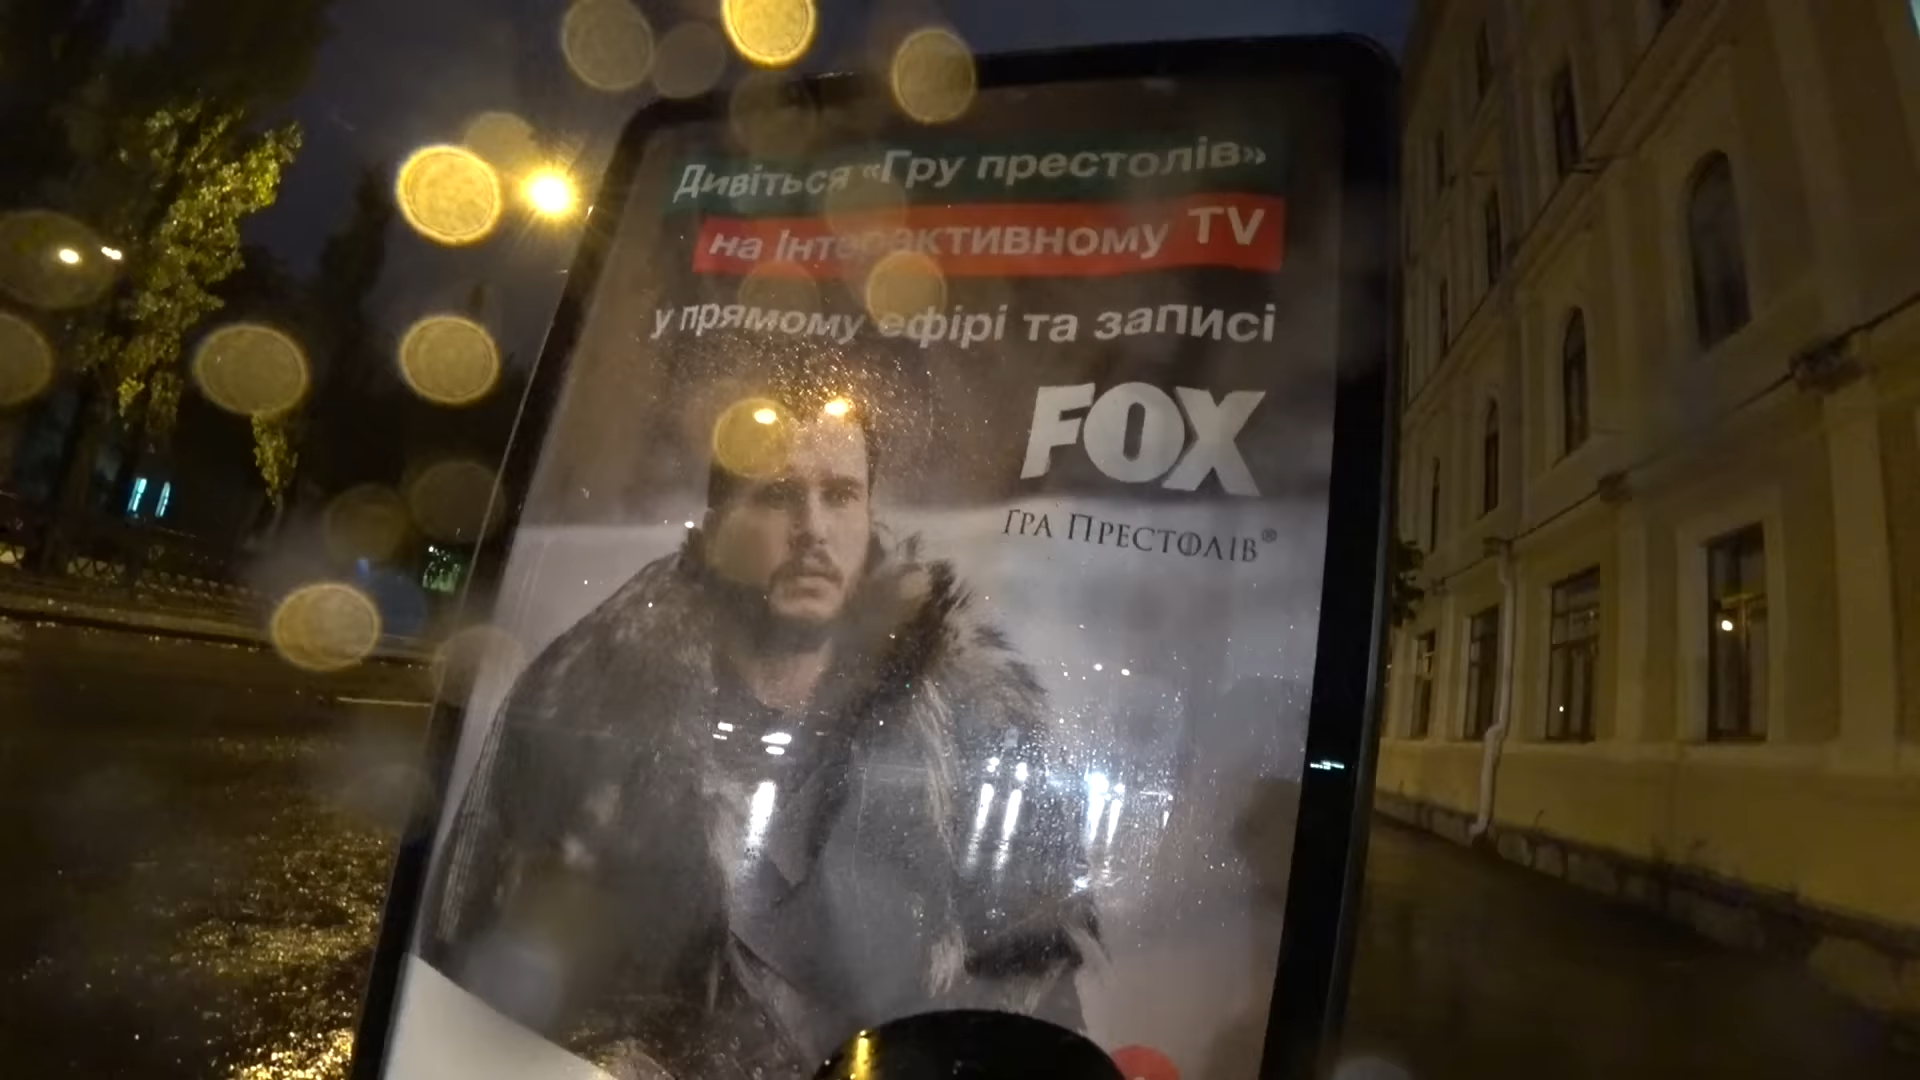 Дивіться «Гру престолів»
на Інтерактивному TV
у прямому ефірі та записі
FOX
Гра Престолів®